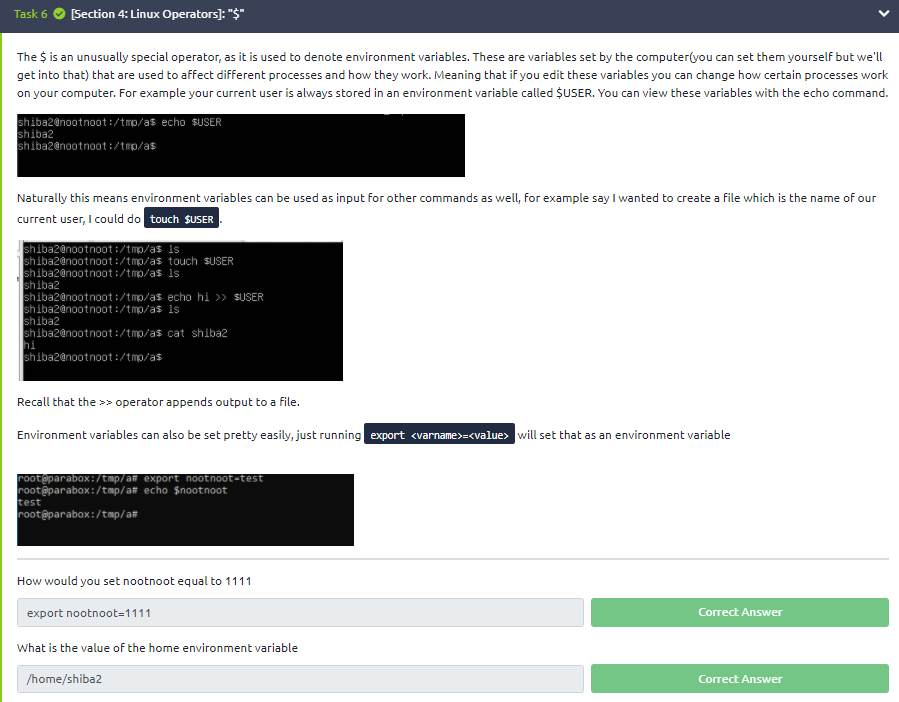 Task 6 [Section 4: Linux Operators]: "$"
The $ is an unusually special operator, as it is used to denote environment variables. These are variables set by the computer(you can set them yourself but we'll
get into that) that are used to affect different processes and how they work. Meaning that if you edit these variables you can change how certain processes work
on your computer. For example your current user is always stored in an environment variable called $USER. You can view these variables with the echo command.
shiba2@nootnoot:/tmp/a$ echo $USER
shiba2
shiba2@nootnoot:/tmp/a$
Naturally this means environment variables can be used as input for other commands as well, for example say I wanted to create a file which is the name of our
current user, I could do touch $USER.
shiba2@nootnoot:/tmp/a$ ls
shiba2@nootnoot:/tmp/a$ touch $USER
shiba2@nootnoot:/tmp/a$ ls
shiba2
shiba2@nootnoot:/tmp/a$ echo hi >> $USER
shiba2@nootnoot:/tmp/a$ ls
shiba2
shiba2@nootnoot:/tmp/a$ cat shiba2
hi
shiba2@nootnoot:/tmp/a$
Recall that the >> operator appends output to a file.
Environment variables can also be set pretty easily, just running export <varname>=<value> will set that as an environment variable
root@parabox:/tmp/a# export nootnoot=test
root@parabox:/tmp/a# echo $nootnoot
test
root@parabox:/tmp/a#
How would you set nootnoot equal to 1111
export nootnoot=1111 Correct Answer
What is the value of the home environment variable
/home/shiba2 Correct Answer